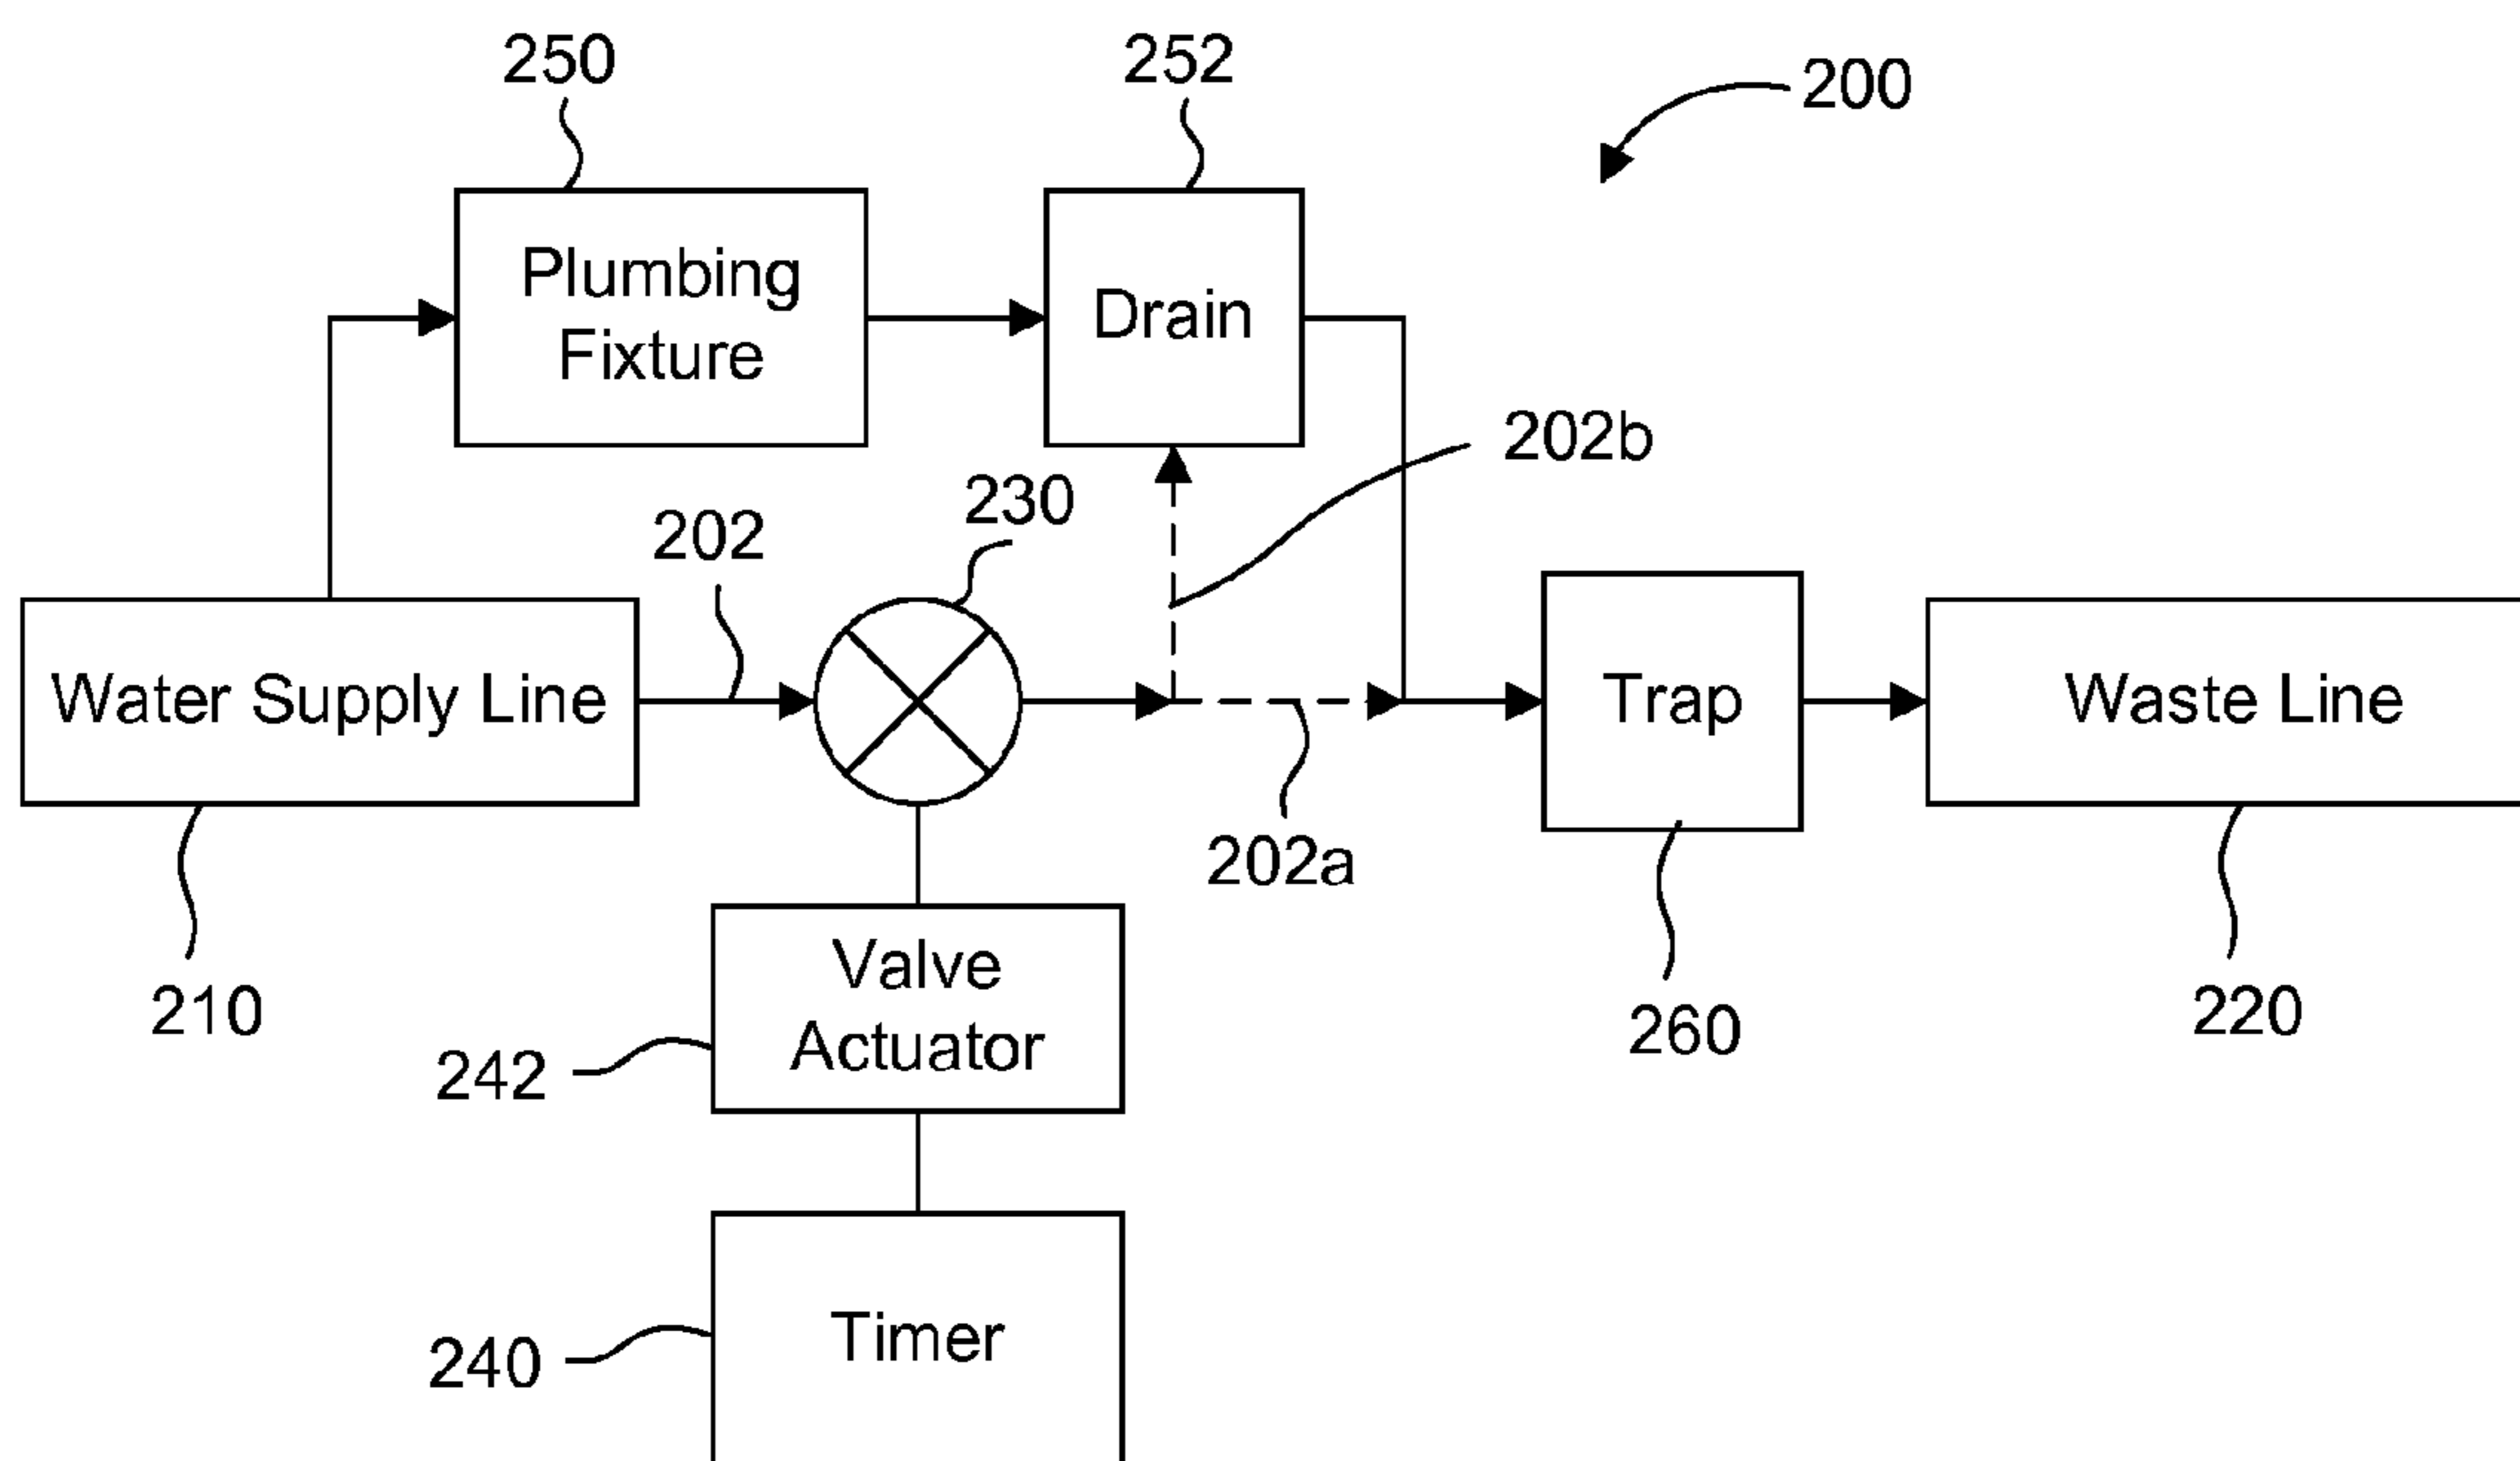 250
252
200
Plumbing
Fixture
Drain
202b
230
202
Water Supply Line
Trap
Waste Line
202a
210
Valve
Actuator
242
260
220
Timer
240